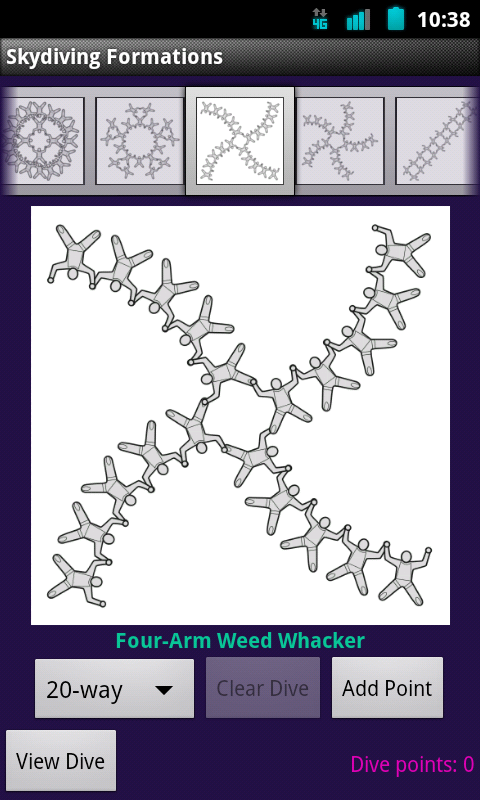 4G 10:38
Skydiving Formations
Four-Arm Weed Whacker
20-way Clear Dive Add Point
View Dive Dive points: 0